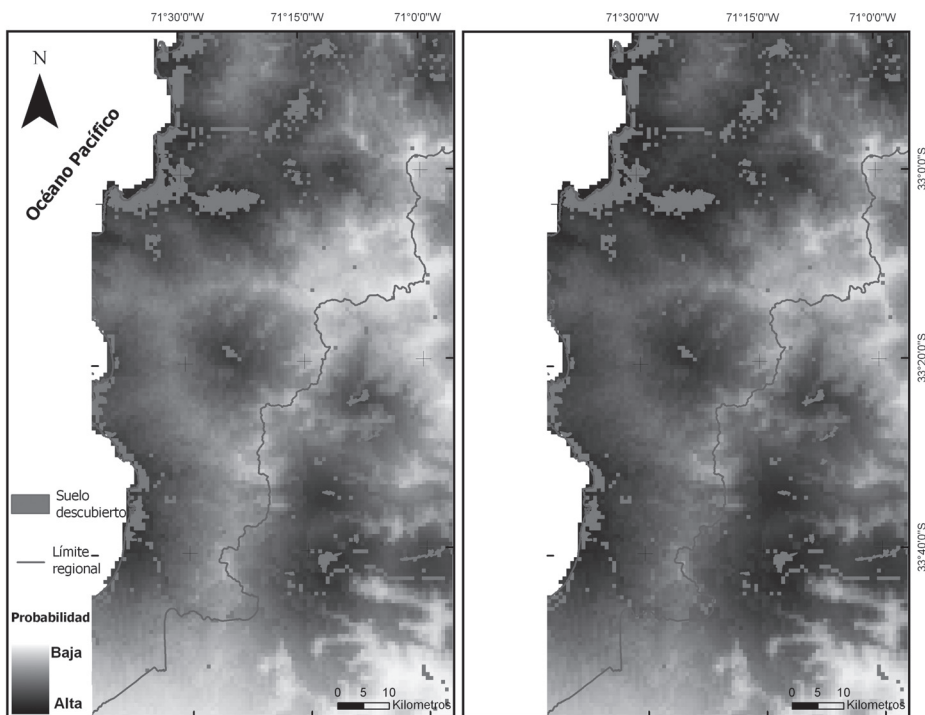 71°30'0"W 71°15'0"W 71°0'0"W
71°30'0"W 71°15'0"W 71°0'0"W
N
Océano Pacífico
33°0'0"S
33°20'0"S
33°40'0"S
Suelo
descubierto
Límite
regional
Probabilidad
Baja
Alta
0 5 10
Kilometros
0 5 10
Kilometros